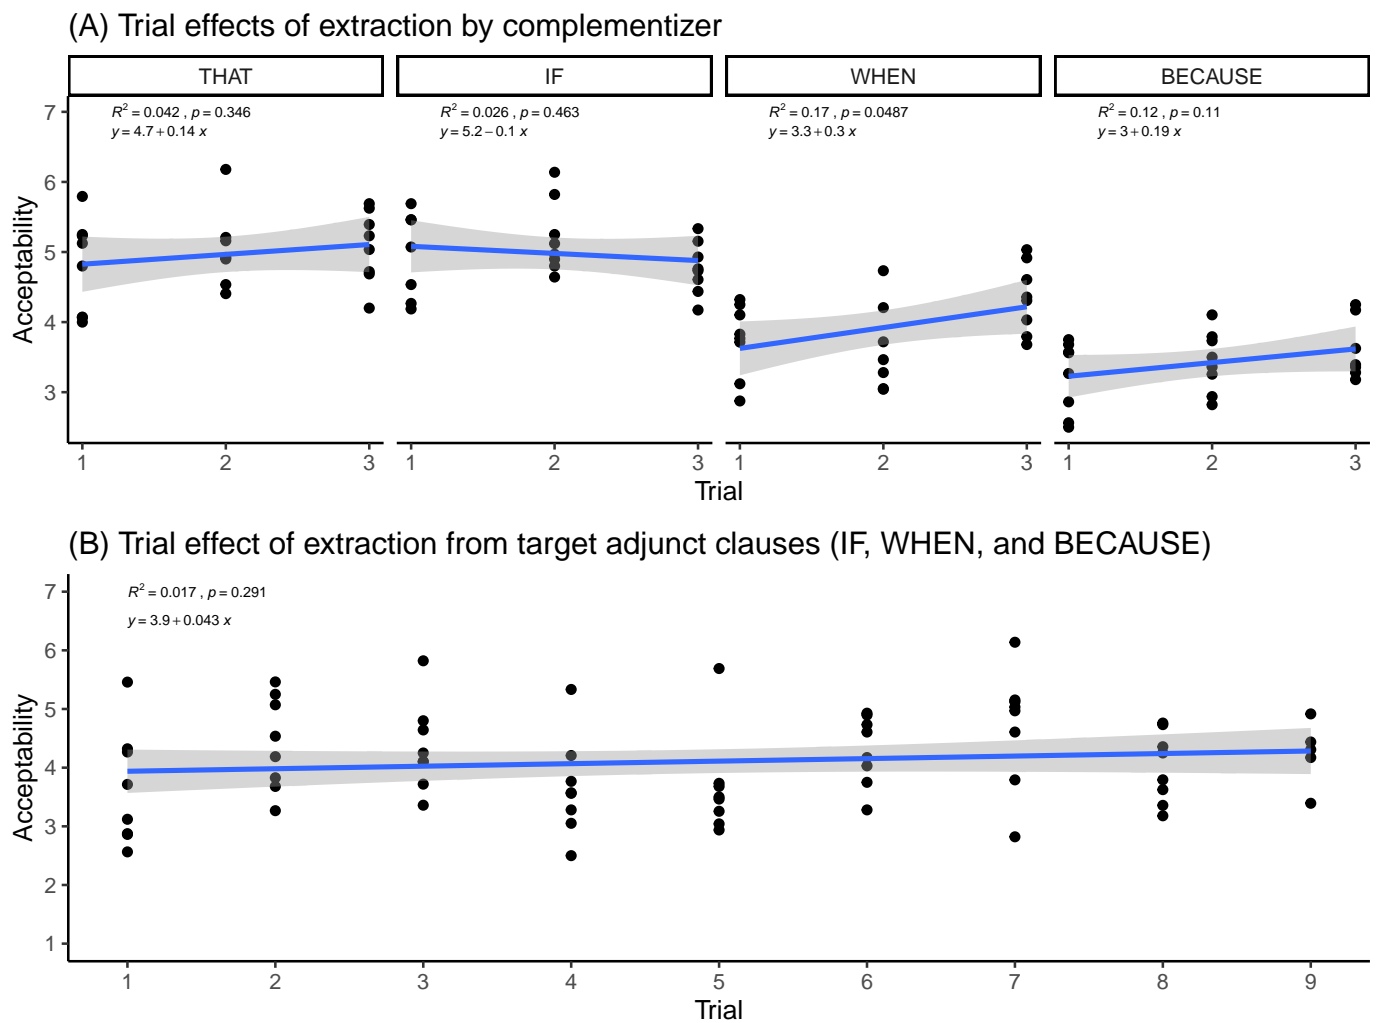 (A) Trial effects of extraction by complementizer
THAT IF WHEN BECAUSE
R² = 0.042 , p = 0.346
y = 4.7 + 0.14 x
R² = 0.026 , p = 0.463
y = 5.2 − 0.1 x
R² = 0.17 , p = 0.0487
y = 3.3 + 0.3 x
R² = 0.12 , p = 0.11
y = 3 + 0.19 x
Acceptability
7
6
5
4
3
1 2 3 1 2 3 1 2 3 1 2 3
Trial
(B) Trial effect of extraction from target adjunct clauses (IF, WHEN, and BECAUSE)
R² = 0.017 , p = 0.291
y = 3.9 + 0.043 x
Acceptability
7
6
5
4
3
2
1
1 2 3 4 5 6 7 8 9
Trial